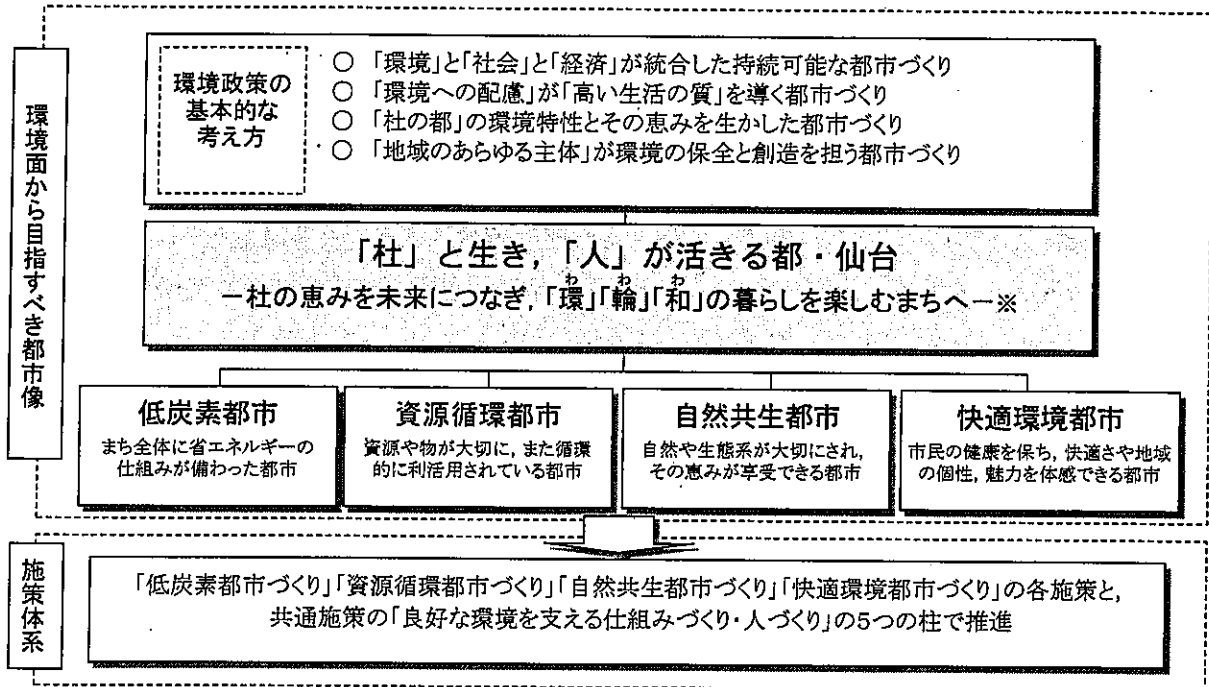 環境面から目指すべき都市像
環境政策の
基本的な
考え方
○ 「環境」と「社会」と「経済」が統合した持続可能な都市づくり
○ 「環境への配慮」が「高い生活の質」を導く都市づくり
○ 「杜の都」の環境特性とその恵みを生かした都市づくり
○ 「地域のあらゆる主体」が環境の保全と創造を担う都市づくり
「杜」と生き，「人」が活きる都・仙台
わ わ わ
－杜の恵みを未来につなぎ，「環」「輪」「和」の暮らしを楽しむまちへ－※
低炭素都市
まち全体に省エネルギーの
仕組みが備わった都市
資源循環都市
資源や物が大切に，また循環
的に利活用されている都市
自然共生都市
自然や生態系が大切にされ，
その恵みが享受できる都市
快適環境都市
市民の健康を保ち，快適さや地域
の個性，魅力を体感できる都市
施策体系
「低炭素都市づくり」「資源循環都市づくり」「自然共生都市づくり」「快適環境都市づくり」の各施策と，
共通施策の「良好な環境を支える仕組みづくり・人づくり」の５つの柱で推進